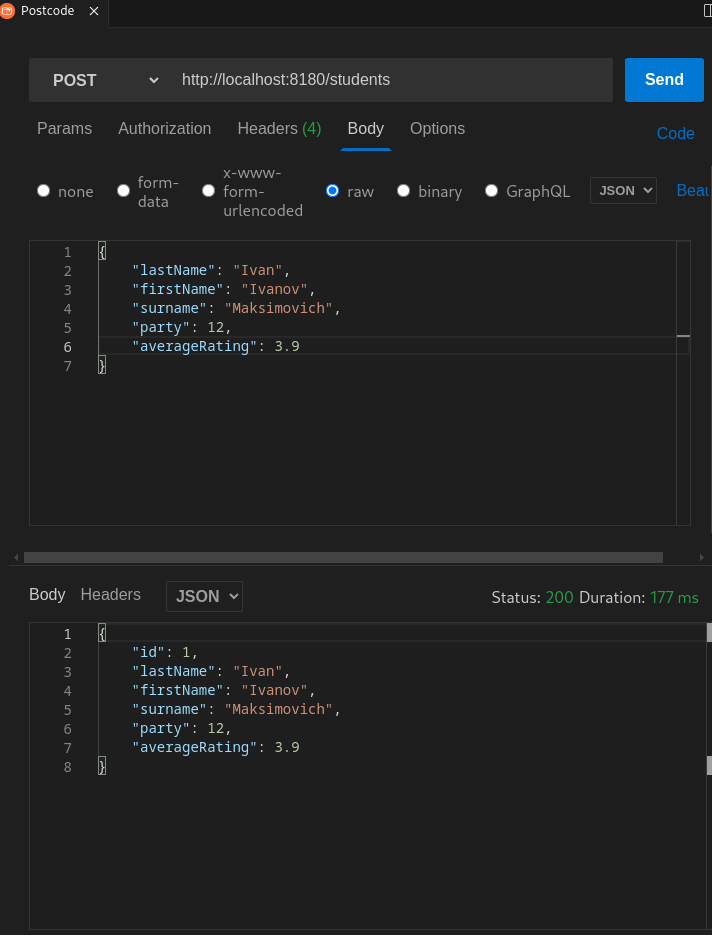 Postcode
POST http://localhost:8180/students Send
Params Authorization Headers (4) Body Options Code
none form-data x-www-form-urlencoded raw binary GraphQL JSON Beau
1 {
2 "lastName": "Ivan",
3 "firstName": "Ivanov",
4 "surname": "Maksimovich",
5 "party": 12,
6 "averageRating": 3.9
7 }
Body Headers JSON Status: 200 Duration: 177 ms
1 {
2 "id": 1,
3 "lastName": "Ivan",
4 "firstName": "Ivanov",
5 "surname": "Maksimovich",
6 "party": 12,
7 "averageRating": 3.9
8 }